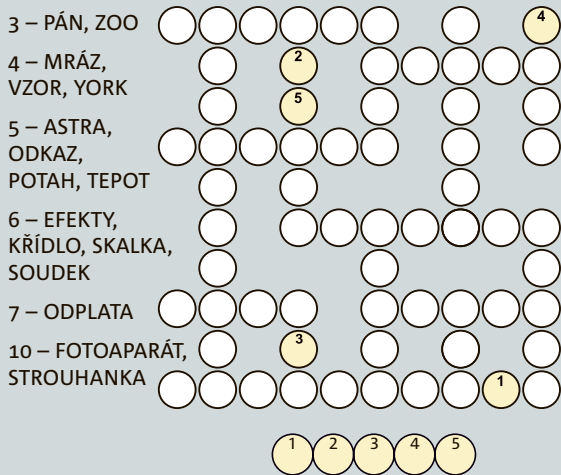 3 – PÁN, ZOO
4 – MRÁZ,
VZOR, YORK
5 – ASTRA,
ODKAZ,
POTAH, TEPOT
6 – EFEKTY,
KŘÍDLO, SKALKA,
SOUDEK
7 – ODPLATA
10 – FOTOAPARÁT,
STROUHANKA
4
2
5
3
1
1 2 3 4 5